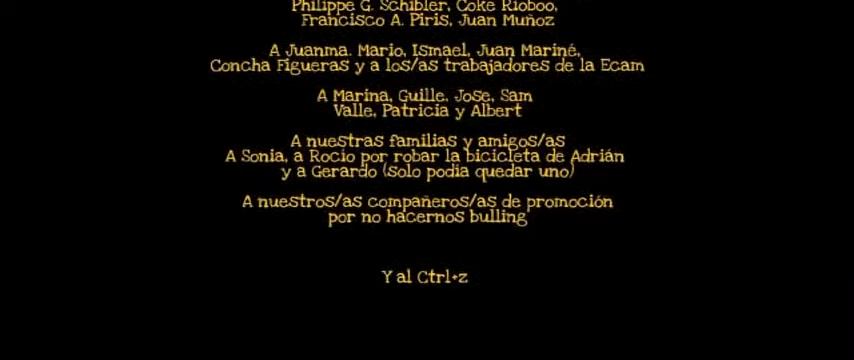 Philippe G. Schibler, Coke Rioboo,
Francisco A. Piris, Juan Muñoz
A Juanma. Mario, Ismael, Juan Mariné,
Concha Figueras y a los/as trabajadores de la Ecam
A Marina, Guille, Jose, Sam
Valle, Patricia y Albert
A nuestras familias y amigos/as
A Sonia, a Rocío por robar la bicicleta de Adrián
y a Gerardo (solo podía quedar uno)
A nuestros/as compañeros/as de promoción
por no hacernos bulling
Y al Ctrl+z